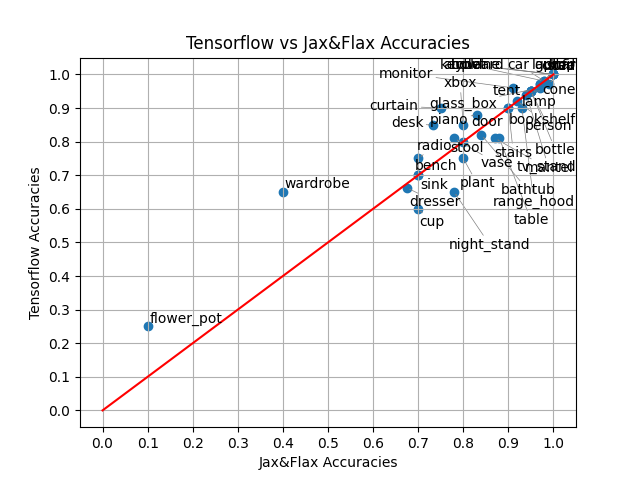 Tensorflow vs Jax&Flax Accuracies
car
monitor
xbox
tent
cone
curtain
glass_box
lamp
desk
piano
door
bookshelf
person
radio
stool
bottle
stairs
bench
vase
tv_stand
mantel
wardrobe
sink
plant
bathtub
dresser
range_hood
cup
table
night_stand
flower_pot
1.0
0.9
0.8
0.7
0.6
0.5
0.4
0.3
0.2
0.1
0.0
Tensorflow Accuracies
0.0 0.1 0.2 0.3 0.4 0.5 0.6 0.7 0.8 0.9 1.0
Jax&Flax Accuracies